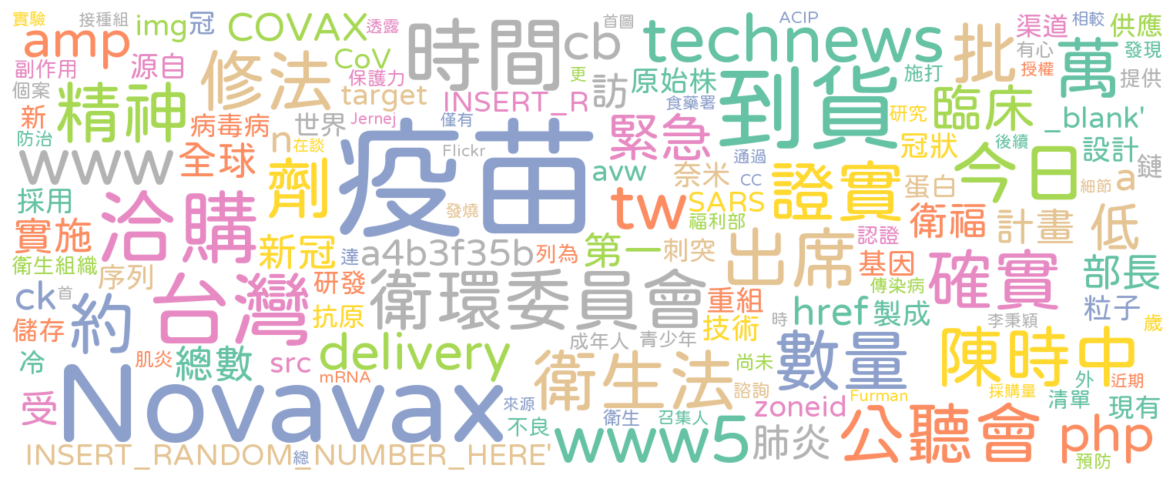 實驗 接種組 img 冠 COVAX 透露 首圖 時間 cb technews ACIP 批 渠道 相較 供應
amp 副作用 源自 修法 CoV 保護力 更 訪 原始株 施打 到貨 有心 授權 萬 發現
個案 精神 target INSERT_R 食藥署 研究 臨床 提供
新 病毒病 世界 Jernej 僅有 緊急 冠狀 後續 _blank'
防治 www 全球 n 在談 疫苗 Flickr avw 奈米 通過 CC 證實 蛋白 今日 設計 a 鏈 細節
採用 洽購 劑 發燒 tw SARS 福利部 衛福 計畫 低
實施 台灣 新冠 達 a4b3f35b 列為 第一 刺突 出席 認證 基因 確實 部長
衛生組織 序列 研發 衛環委員會 重組 傳染病
ck 首 約 抗原 技術 href 製成 李秉穎 粒子
儲存 成年人 青少年 時 數量 陳時中 歲
冷 肌炎 總數 src delivery 衛生法 尚未 外 近期
受 Novavax mRNA 來源 諮詢 Furman 採購量 清單 現有
不良 衛生 召集人 zoneid 公聽會 php
INSERT_RANDOM_NUMBER_HERE' 總 www5 肺炎 預防